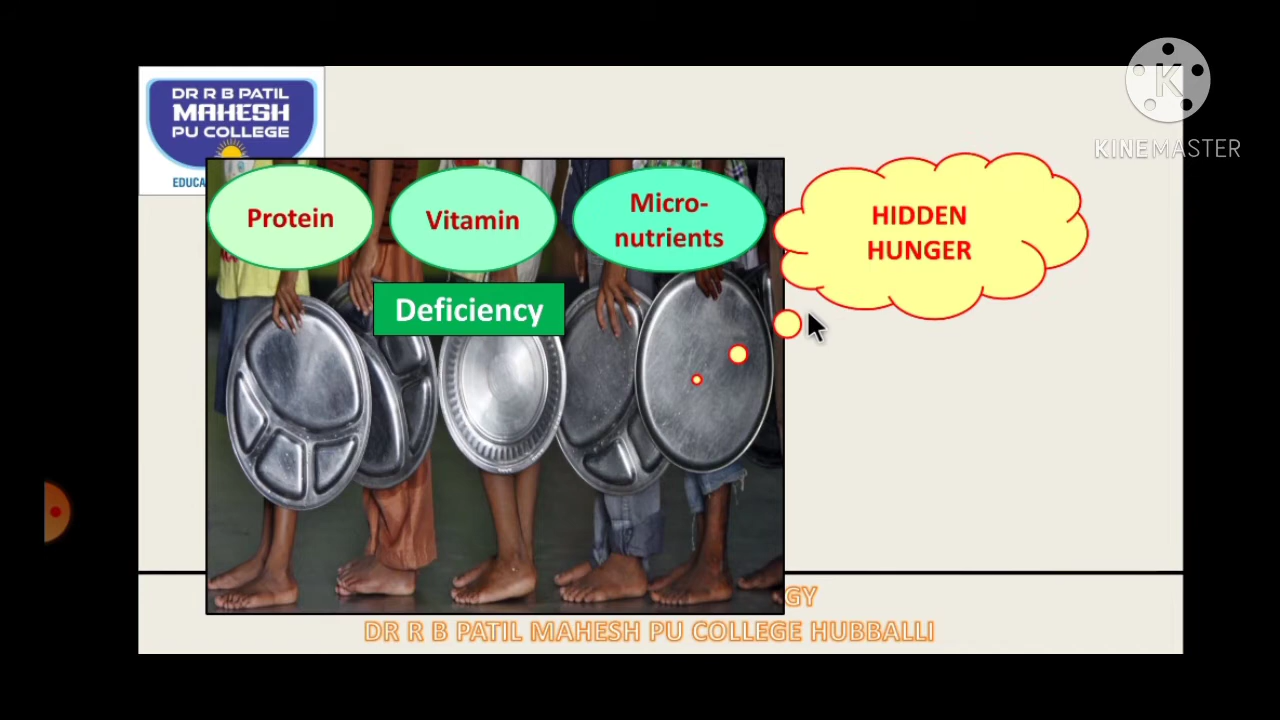 DR R B PATIL
MAHESH
PU COLLEGE
EDUCA
KINEMASTER
Protein
Vitamin
Micro-
nutrients
HIDDEN
HUNGER
Deficiency
GY
DR R B PATIL MAHESH PU COLLEGE HUBBALLI